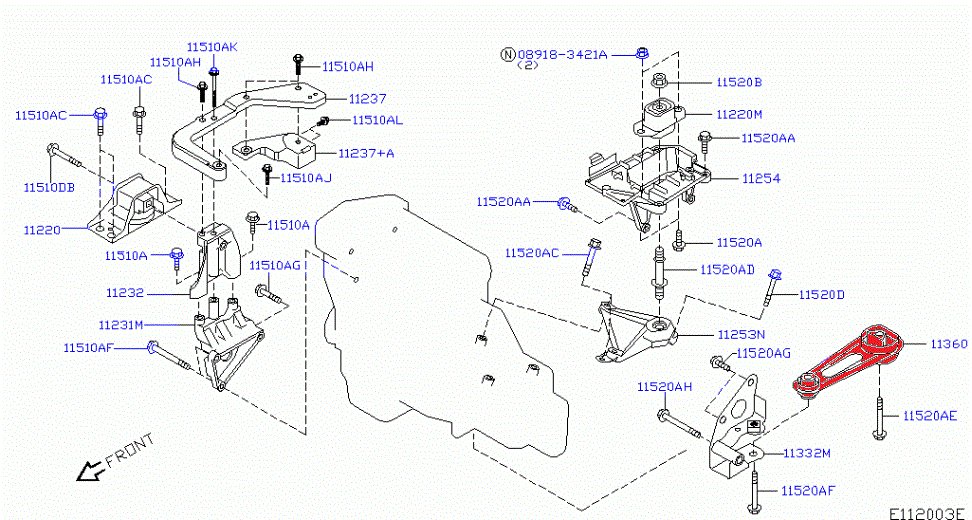 11510AK
11510AH
11510AH
11510AC
11510AC
11237
11510AL
11237+A
11510DB
11510AJ
11220
11510A
11510A
11510AG
11232
11231M
11510AF
FRONT
N 08918-3421A
(2)
11520B
11220M
11520AA
11254
11520AA
11520A
11520AC
11520AD
11520D
11253N
11360
11520AG
11520AH
11520AE
11332M
11520AF
E112003E